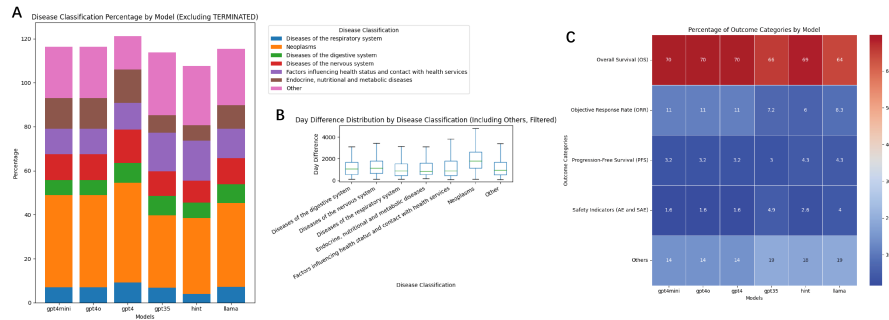 A
Disease Classification Percentage by Model (Excluding TERMINATED)
Percentage
120
100
80
60
40
20
0
gpt4mini gpt4o gpt4 gpt35 hint llama
Models
Disease Classification
Diseases of the respiratory system
Neoplasms
Diseases of the digestive system
Diseases of the nervous system
Factors influencing health status and contact with health services
Endocrine, nutritional and metabolic diseases
Other
B
Day Difference Distribution by Disease Classification (Including Others, Filtered)
Day Difference
4000
2000
0
Diseases of the digestive system
Diseases of the nervous system
Diseases of the respiratory system
Endocrine, nutritional and metabolic diseases
Factors influencing health status and contact with health services
Neoplasms
Other
Disease Classification
C
Percentage of Outcome Categories by Model
Outcome Categories
Overall Survival (OS) 70 70 70 68 69 64
Objective Response Rate (ORR) 11 11 11 7.2 6 8.3
Progression-Free Survival (PFS) 3.2 3.2 3.2 3 4.3 4.3
Safety Indicators (AE and SAE) 1.6 1.6 1.6 4.9 2.6 4
Others 14 14 14 19 18 19
gpt4mini gpt4o gpt4 gpt35 hint llama
Models